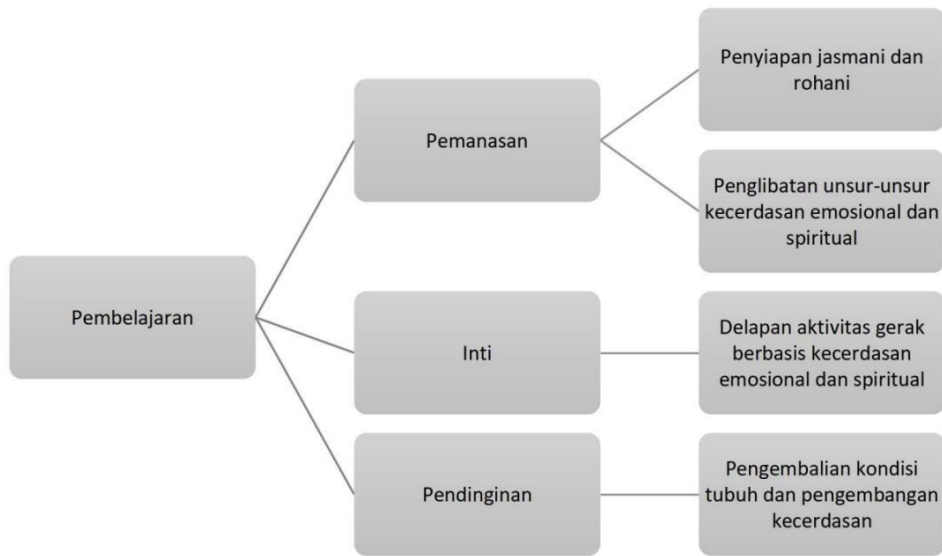 Pembelajaran
Pemanasan
Penyiapan jasmani dan
rohani
Penglibatan unsur-unsur
kecerdasan emosional dan
spiritual
Inti
Delapan aktivitas gerak
berbasis kecerdasan
emosional dan spiritual
Pendinginan
Pengembalian kondisi
tubuh dan pengembangan
kecerdasan